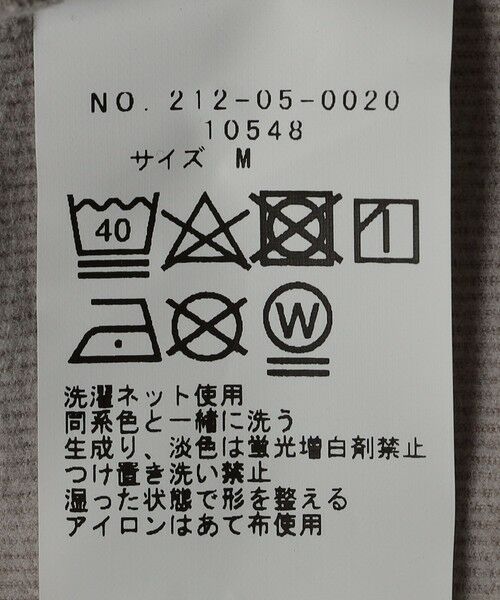 NO. 212-05-0020
10548
サイズ M
40
W
洗濯ネット使用
同系色と一緒に洗う
生成り、淡色は蛍光増白剤禁止
つけ置き洗い禁止
湿った状態で形を整える
アイロンはあて布使用